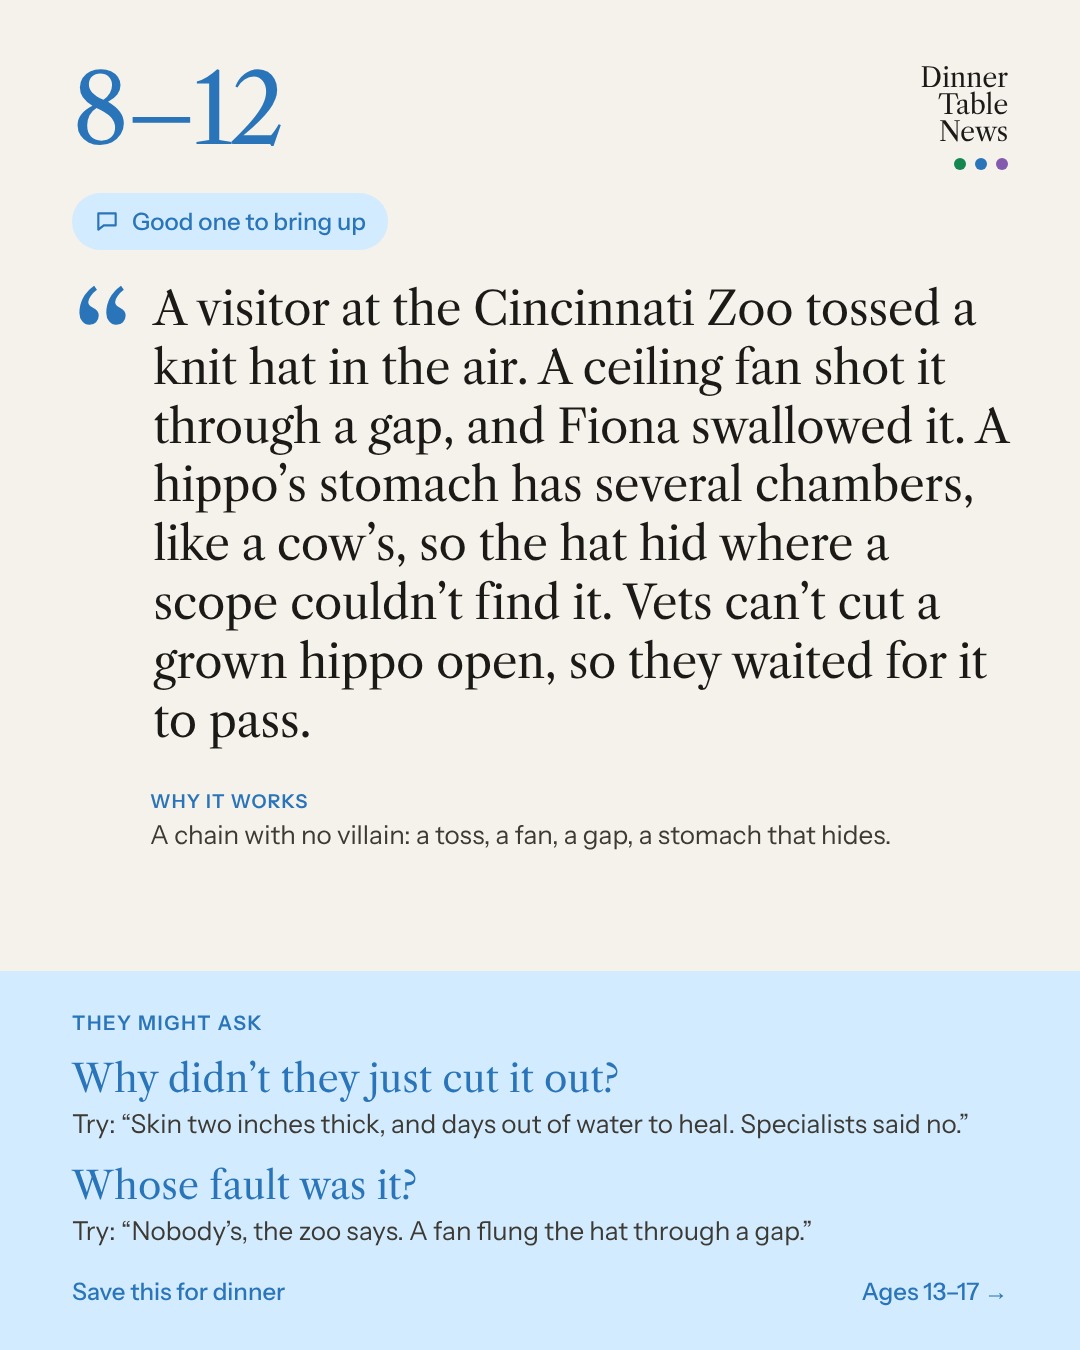 8–12
Dinner
Table
News
Good one to bring up
“A visitor at the Cincinnati Zoo tossed a
knit hat in the air. A ceiling fan shot it
through a gap, and Fiona swallowed it. A
hippo’s stomach has several chambers,
like a cow’s, so the hat hid where a
scope couldn’t find it. Vets can’t cut a
grown hippo open, so they waited for it
to pass.
WHY IT WORKS
A chain with no villain: a toss, a fan, a gap, a stomach that hides.
THEY MIGHT ASK
Why didn’t they just cut it out?
Try: “Skin two inches thick, and days out of water to heal. Specialists said no.”
Whose fault was it?
Try: “Nobody’s, the zoo says. A fan flung the hat through a gap.”
Save this for dinner
Ages 13–17 →